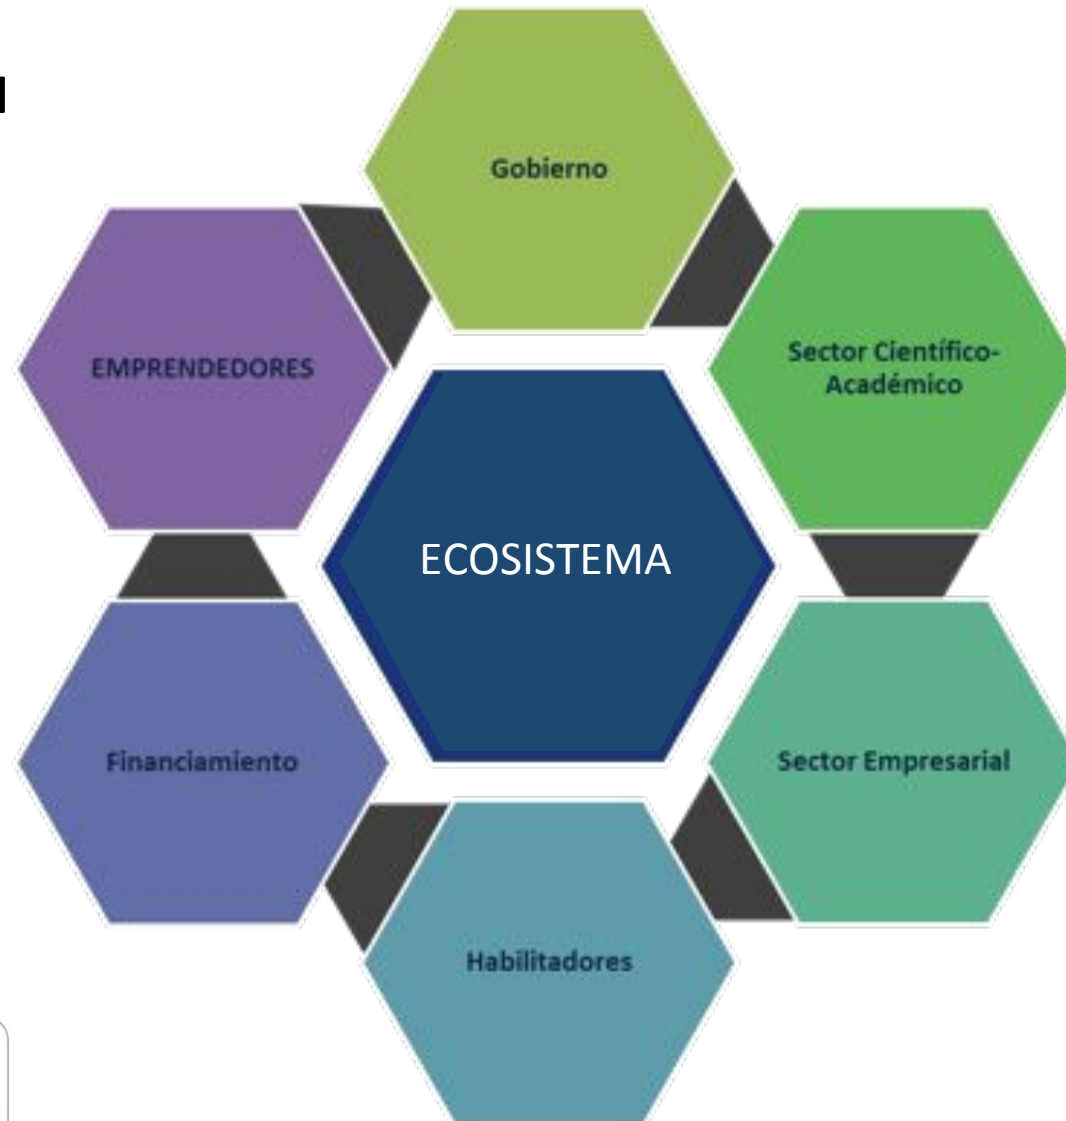 Gobierno
EMPRENDEDORES
Sector Científico-
Académico
ECOSISTEMA
Financiamiento
Sector Empresarial
Habilitadores